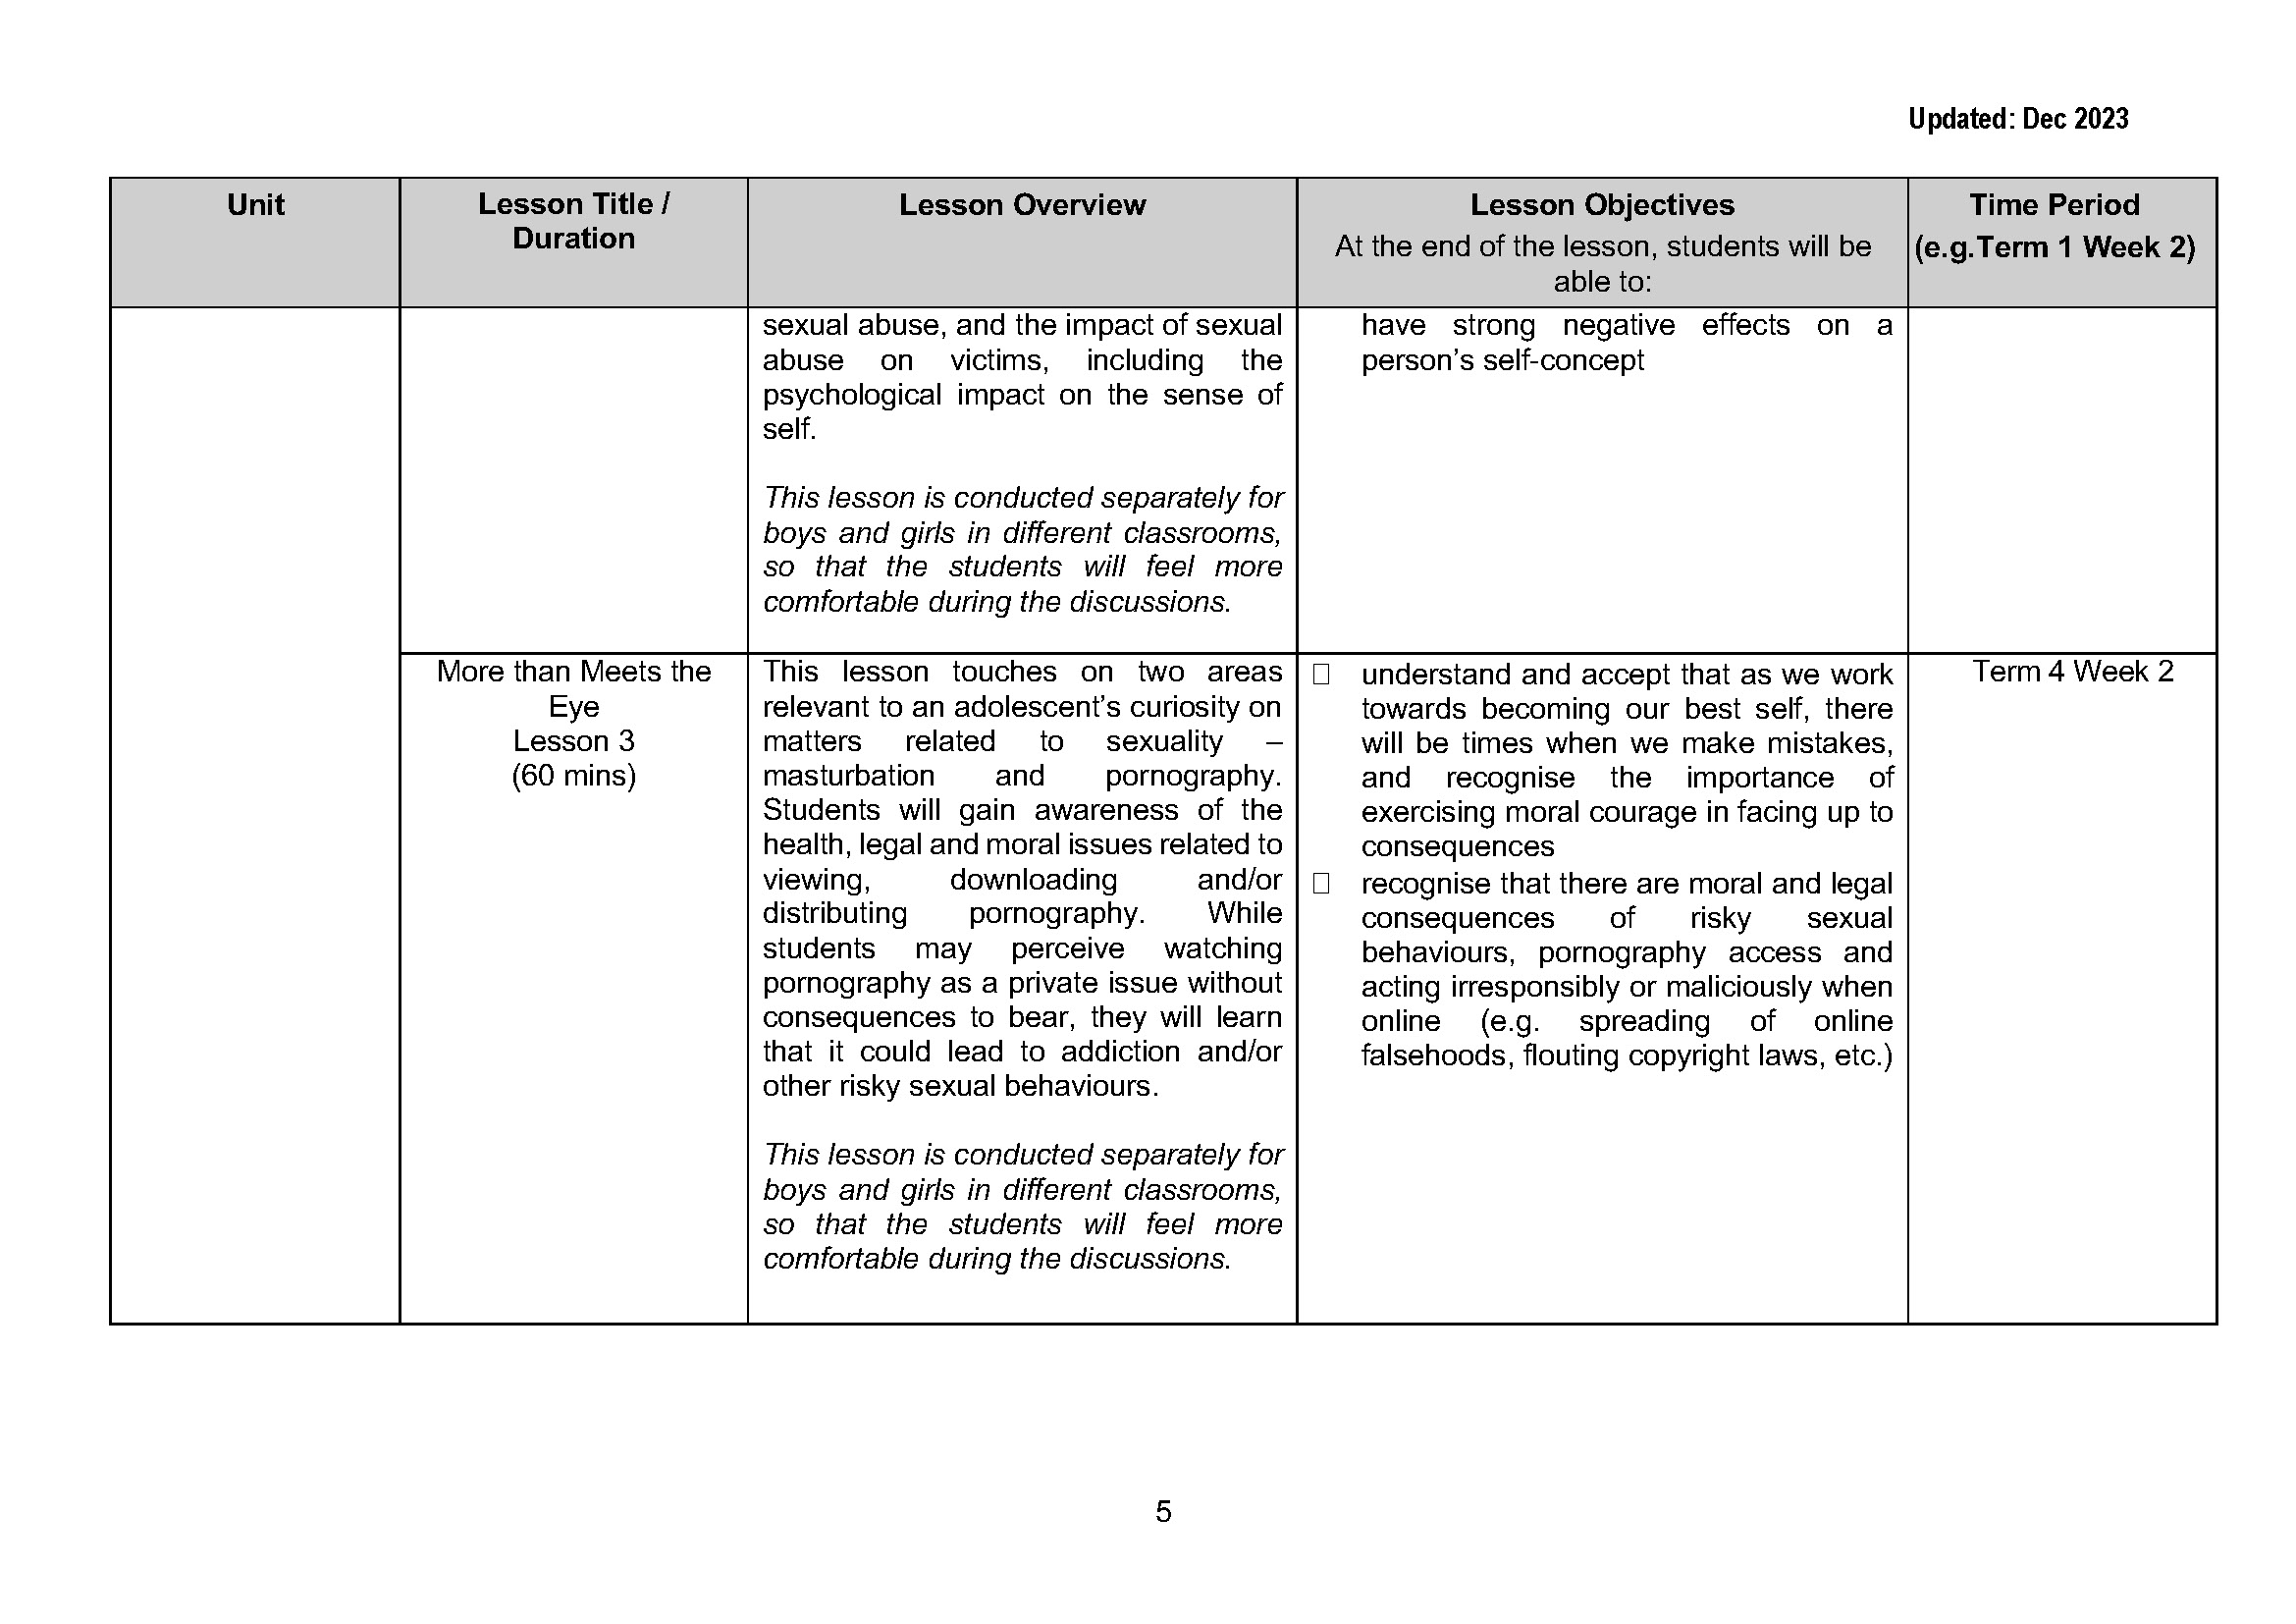 Updated: Dec 2023
Unit
Lesson Title /
Duration
Lesson Overview
Lesson Objectives
At the end of the lesson, students will be
able to:
Time Period
(e.g.Term 1 Week 2)
sexual abuse, and the impact of sexual
abuse on victims, including the
psychological impact on the sense of
self.
This lesson is conducted separately for
boys and girls in different classrooms,
so that the students will feel more
comfortable during the discussions.
have strong negative effects on a
person’s self-concept
More than Meets the
Eye
Lesson 3
(60 mins)
This lesson touches on two areas
relevant to an adolescent’s curiosity on
matters related to sexuality –
masturbation and pornography.
Students will gain awareness of the
health, legal and moral issues related to
viewing, downloading and/or
distributing pornography. While
students may perceive watching
pornography as a private issue without
consequences to bear, they will learn
that it could lead to addiction and/or
other risky sexual behaviours.
This lesson is conducted separately for
boys and girls in different classrooms,
so that the students will feel more
comfortable during the discussions.
understand and accept that as we work
towards becoming our best self, there
will be times when we make mistakes,
and recognise the importance of
exercising moral courage in facing up to
consequences
recognise that there are moral and legal
consequences of risky sexual
behaviours, pornography access and
acting irresponsibly or maliciously when
online (e.g. spreading of online
falsehoods, flouting copyright laws, etc.)
Term 4 Week 2
5